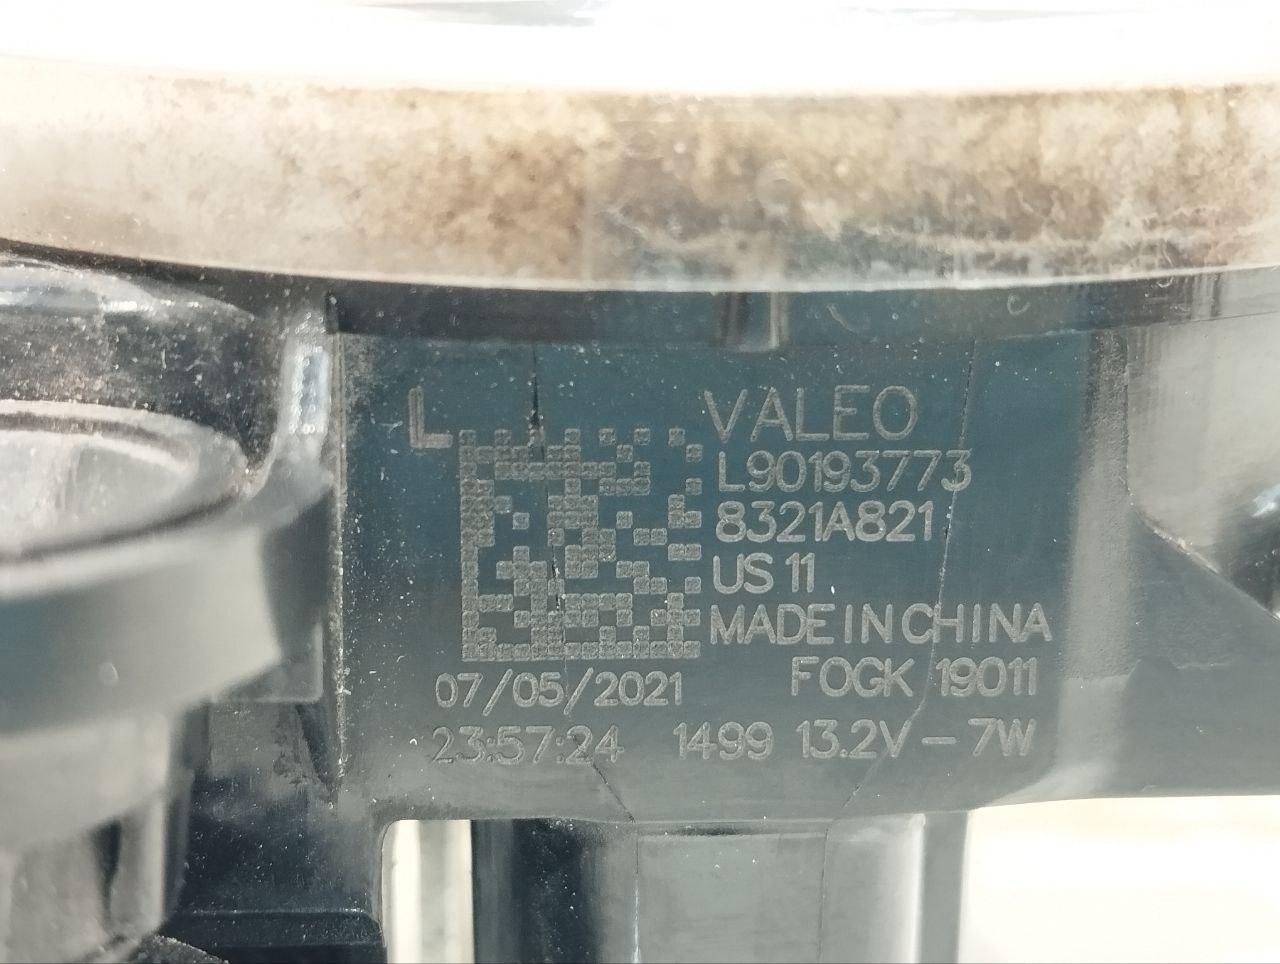 L
VALEO
L90193773
8321A821
US 11
MADE IN CHINA
FOGK 19011
07/05/2021
23:57:24 1499 13.2V - 7W